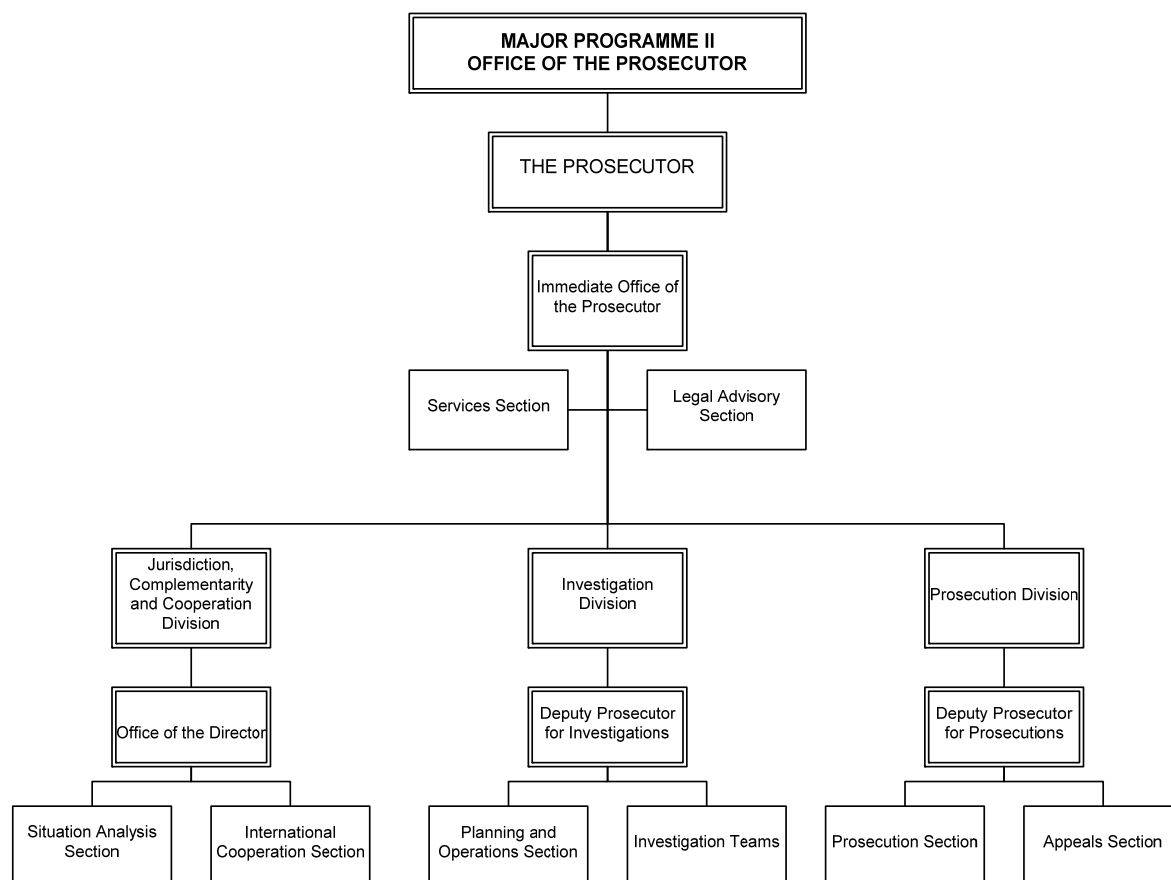 MAJOR PROGRAMME II
OFFICE OF THE PROSECUTOR
THE PROSECUTOR
Immediate Office of
the Prosecutor
Services Section
Legal Advisory
Section
Jurisdiction,
Complementarity
and Cooperation
Division
Investigation
Division
Prosecution Division
Office of the Director
Deputy Prosecutor
for Investigations
Deputy Prosecutor
for Prosecutions
Situation Analysis
Section
International
Cooperation Section
Planning and
Operations Section
Investigation Teams
Prosecution Section
Appeals Section